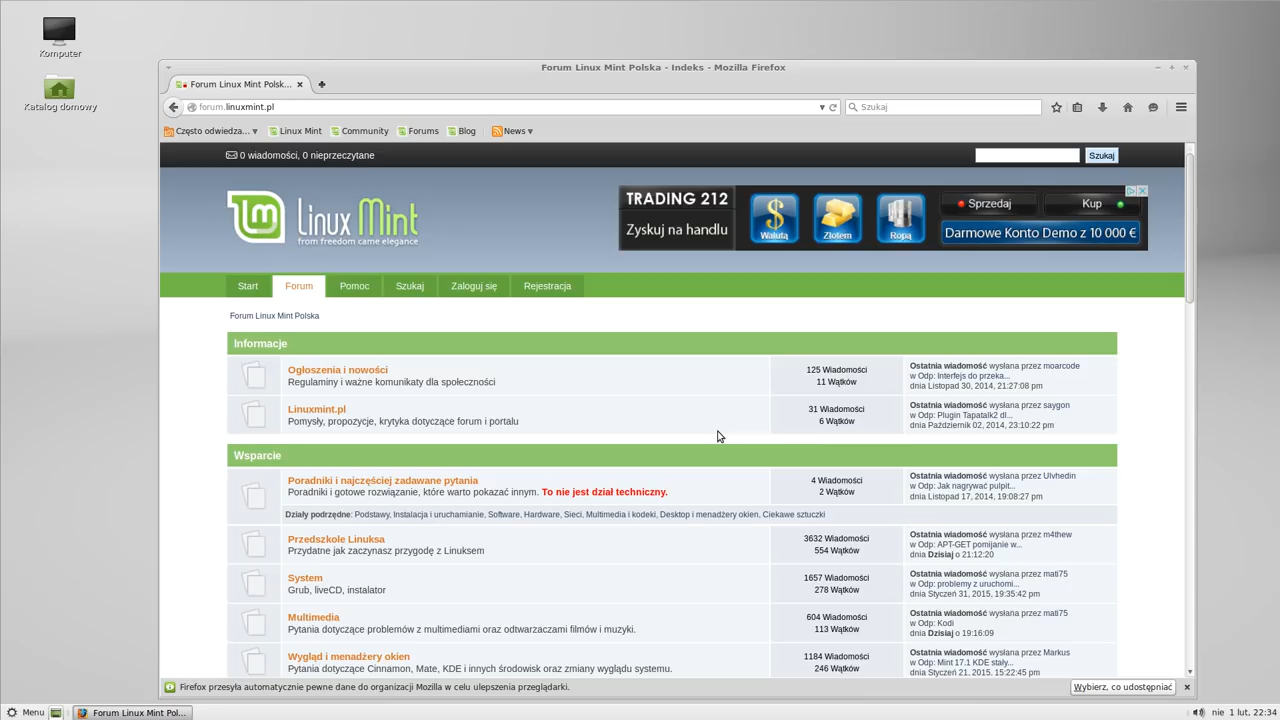 Komputer
Katalog domowy
Forum Linux Mint Polska - Indeks - Mozilla Firefox
Forum Linux Mint Polsk...
forum.linuxmint.pl
Szukaj
Często odwiedza...
Linux Mint
Community
Forums
Blog
News
0 wiadomości, 0 nieprzeczytane
Szukaj
Linux Mint
from freedom came elegance
TRADING 212
Zyskuj na handlu
Walutą
Złotem
Ropą
Sprzedaj
Kup
Darmowe Konto Demo z 10 000 €
Start
Forum
Pomoc
Szukaj
Zaloguj się
Rejestracja
Forum Linux Mint Polska
Informacje
Ogłoszenia i nowości
Regulaminy i ważne komunikaty dla społeczności
125 Wiadomości
11 Wątków
Ostatnia wiadomość wysłana przez moarcode
w Odp: Interfejs do przeka...
dnia Listopad 30, 2014, 21:27:08 pm
Linuxmint.pl
Pomysły, propozycje, krytyka dotyczące forum i portalu
31 Wiadomości
6 Wątków
Ostatnia wiadomość wysłana przez saygon
w Odp: Plugin Tapatalk2 dl...
dnia Październik 02, 2014, 23:10:22 pm
Wsparcie
Poradniki i najczęściej zadawane pytania
Poradniki i gotowe rozwiązanie, które warto pokazać innym. To nie jest dział techniczny.
4 Wiadomości
2 Wątków
Ostatnia wiadomość wysłana przez Ulvhedin
w Odp: Jak nagrywać pulpit...
dnia Listopad 17, 2014, 19:08:27 pm
Działy podrzędne: Podstawy, Instalacja i uruchamianie, Software, Hardware, Sieci, Multimedia i kodeki, Desktop i menadżery okien, Ciekawe sztuczki
Przedszkole Linuksa
Przydatne jak zaczynasz przygodę z Linuksem
3632 Wiadomości
554 Wątków
Ostatnia wiadomość wysłana przez m4thew
w Odp: APT-GET pomijanie w...
dnia Dzisiaj o 21:12:20
System
Grub, liveCD, instalator
1657 Wiadomości
278 Wątków
Ostatnia wiadomość wysłana przez mati75
w Odp: problemy z uruchomi...
dnia Styczeń 31, 2015, 19:35:42 pm
Multimedia
Pytania dotyczące problemów z multimediami oraz odtwarzaczami filmów i muzyki.
604 Wiadomości
113 Wątków
Ostatnia wiadomość wysłana przez mati75
w Odp: Kodi
dnia Dzisiaj o 19:16:09
Wygląd i menadżery okien
Pytania dotyczące Cinnamon, Mate, KDE i innych środowisk oraz zmiany wyglądu systemu.
1184 Wiadomości
246 Wątków
Ostatnia wiadomość wysłana przez Markus
w Odp: Mint 17.1 KDE stały...
dnia Styczeń 21, 2015, 15:22:45 pm
Firefox przesyła automatycznie pewne dane do organizacji Mozilla w celu ulepszenia przeglądarki.
Wybierz, co udostępniać
Menu
Forum Linux Mint Pol...
nie 1 lut, 22:34